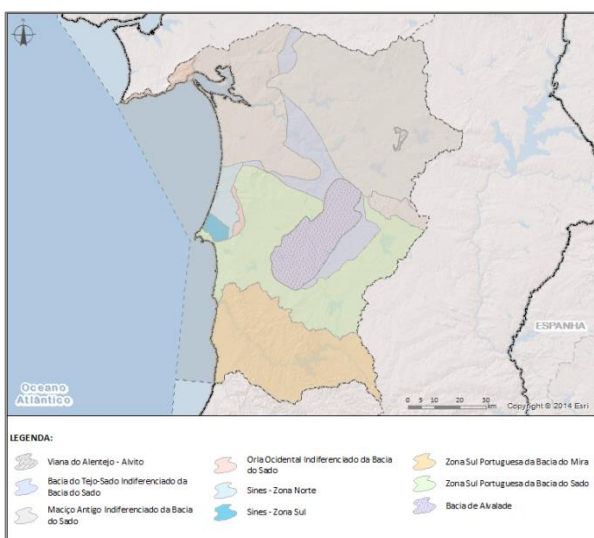 ESPANHA
Oceano
Atlântico
0 5 10 20 30
km
Copyright © 2014 Esri
LEGENDA:
Viana do Alentejo - Alvito
Bacia do Tejo-Sado Indiferenciado da
Bacia do Sado
Maciço Antigo Indiferenciado da Bacia
do Sado
Orla Ocidental Indiferenciado da Bacia
do Sado
Sines - Zona Norte
Sines - Zona Sul
Zona Sul Portuguesa da Bacia do Mira
Zona Sul Portuguesa da Bacia do Sado
Bacia de Alvalade